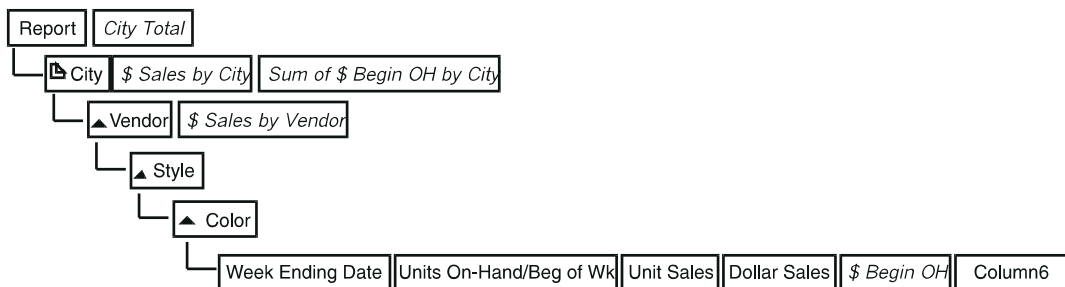 Report City Total
City $ Sales by City Sum of $ Begin OH by City
Vendor $ Sales by Vendor
Style
Color
Week Ending Date Units On-Hand/Beg of Wk Unit Sales Dollar Sales $ Begin OH Column6